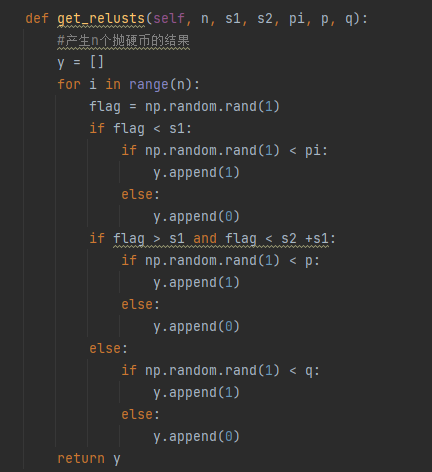 def get_relusts(self, n, s1, s2, pi, p, q):
    #产生n个抛硬币的结果
    y = []
    for i in range(n):
        flag = np.random.rand(1)
        if flag < s1:
            if np.random.rand(1) < pi:
                y.append(1)
            else:
                y.append(0)
        if flag > s1 and flag < s2 +s1:
            if np.random.rand(1) < p:
                y.append(1)
            else:
                y.append(0)
        else:
            if np.random.rand(1) < q:
                y.append(1)
            else:
                y.append(0)
    return y